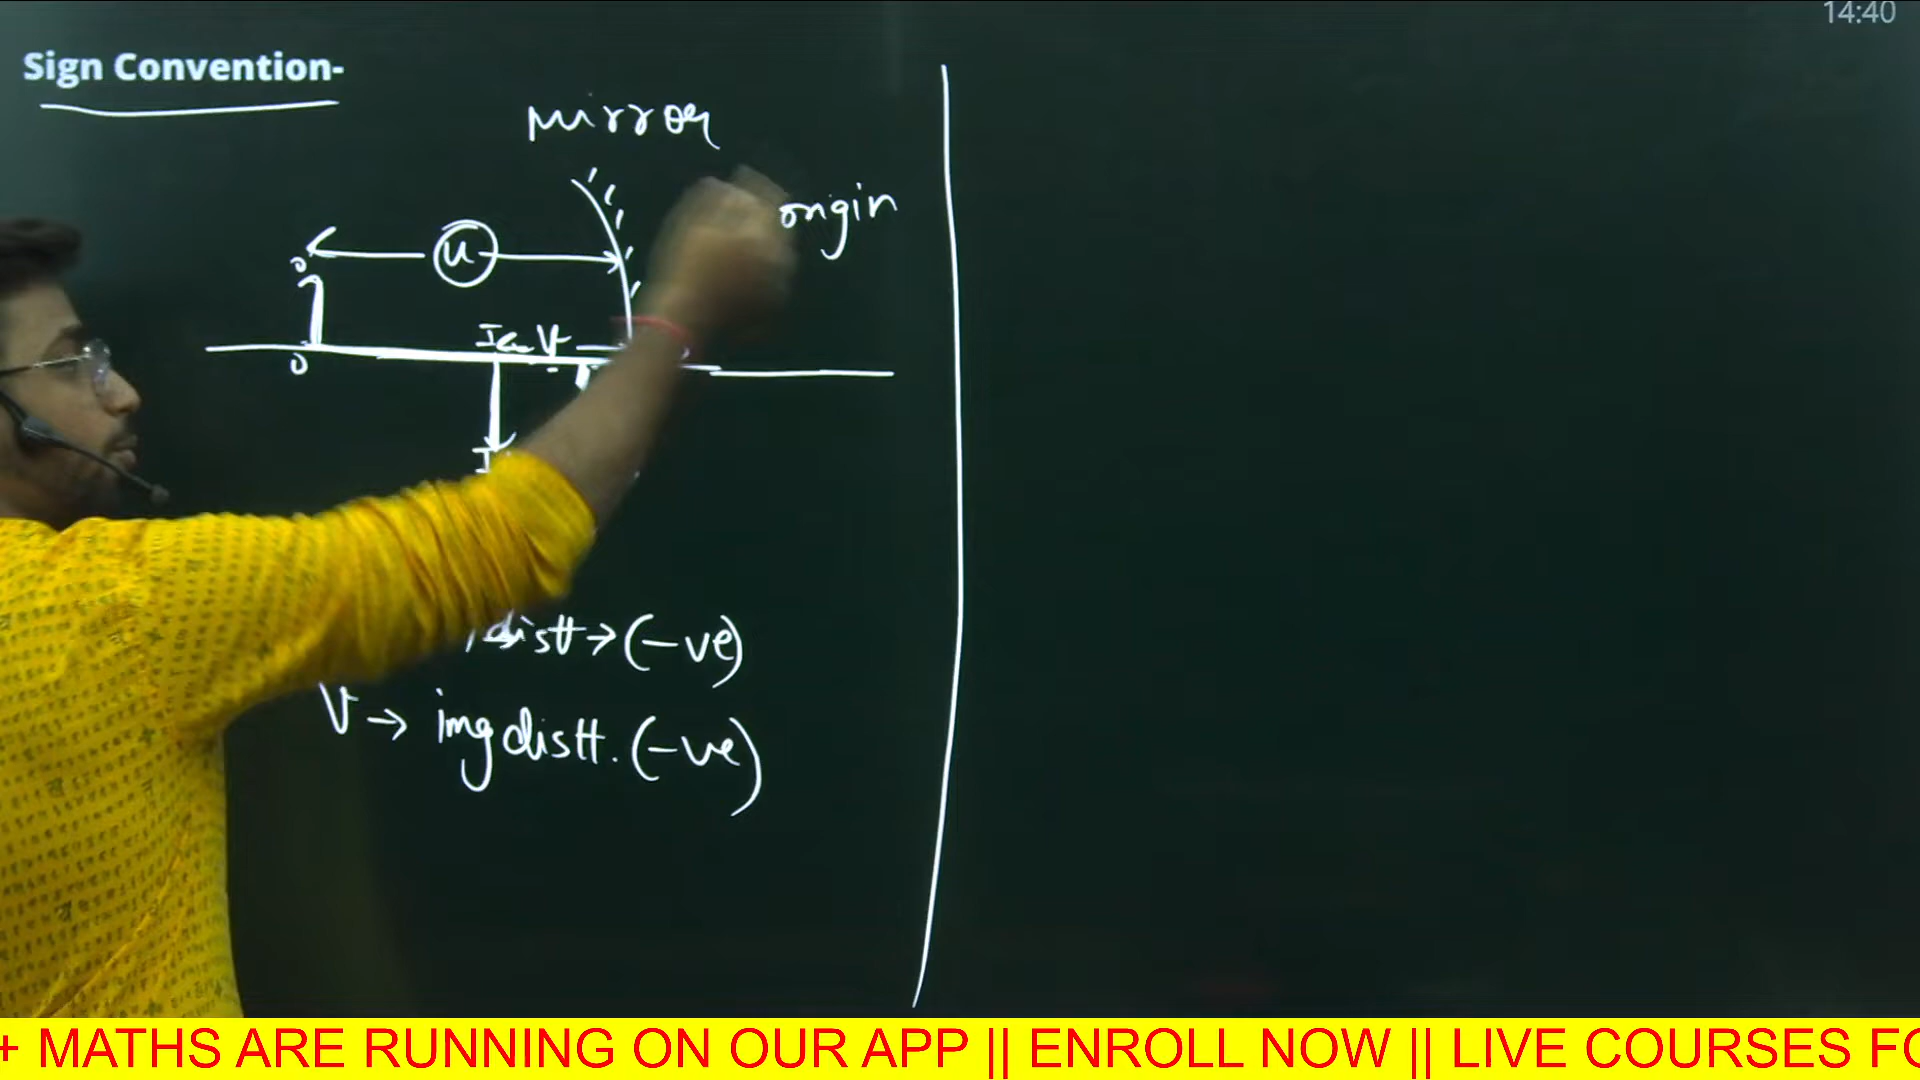 14:40
Sign Convention-
mirror
origin
u
O'
I V
O
I
distt → (-ve)
V → img distt. (-ve)
+ MATHS ARE RUNNING ON OUR APP || ENROLL NOW || LIVE COURSES FO